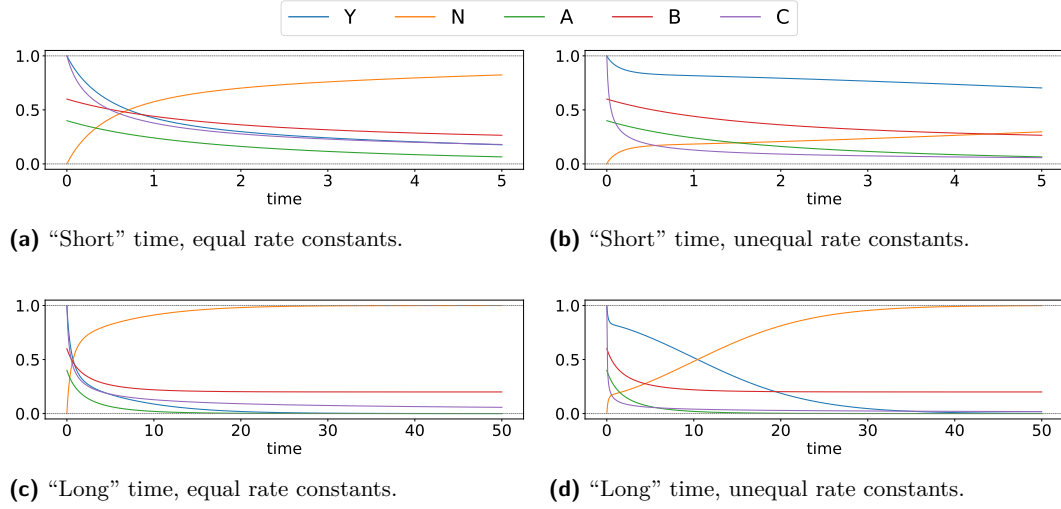 Y N A B C
1.0
0.5
0.0
0 1 2 3 4 5
time
1.0
0.5
0.0
0 1 2 3 4 5
time
(a) “Short” time, equal rate constants.
(b) “Short” time, unequal rate constants.
1.0
0.5
0.0
0 10 20 30 40 50
time
1.0
0.5
0.0
0 10 20 30 40 50
time
(c) “Long” time, equal rate constants.
(d) “Long” time, unequal rate constants.